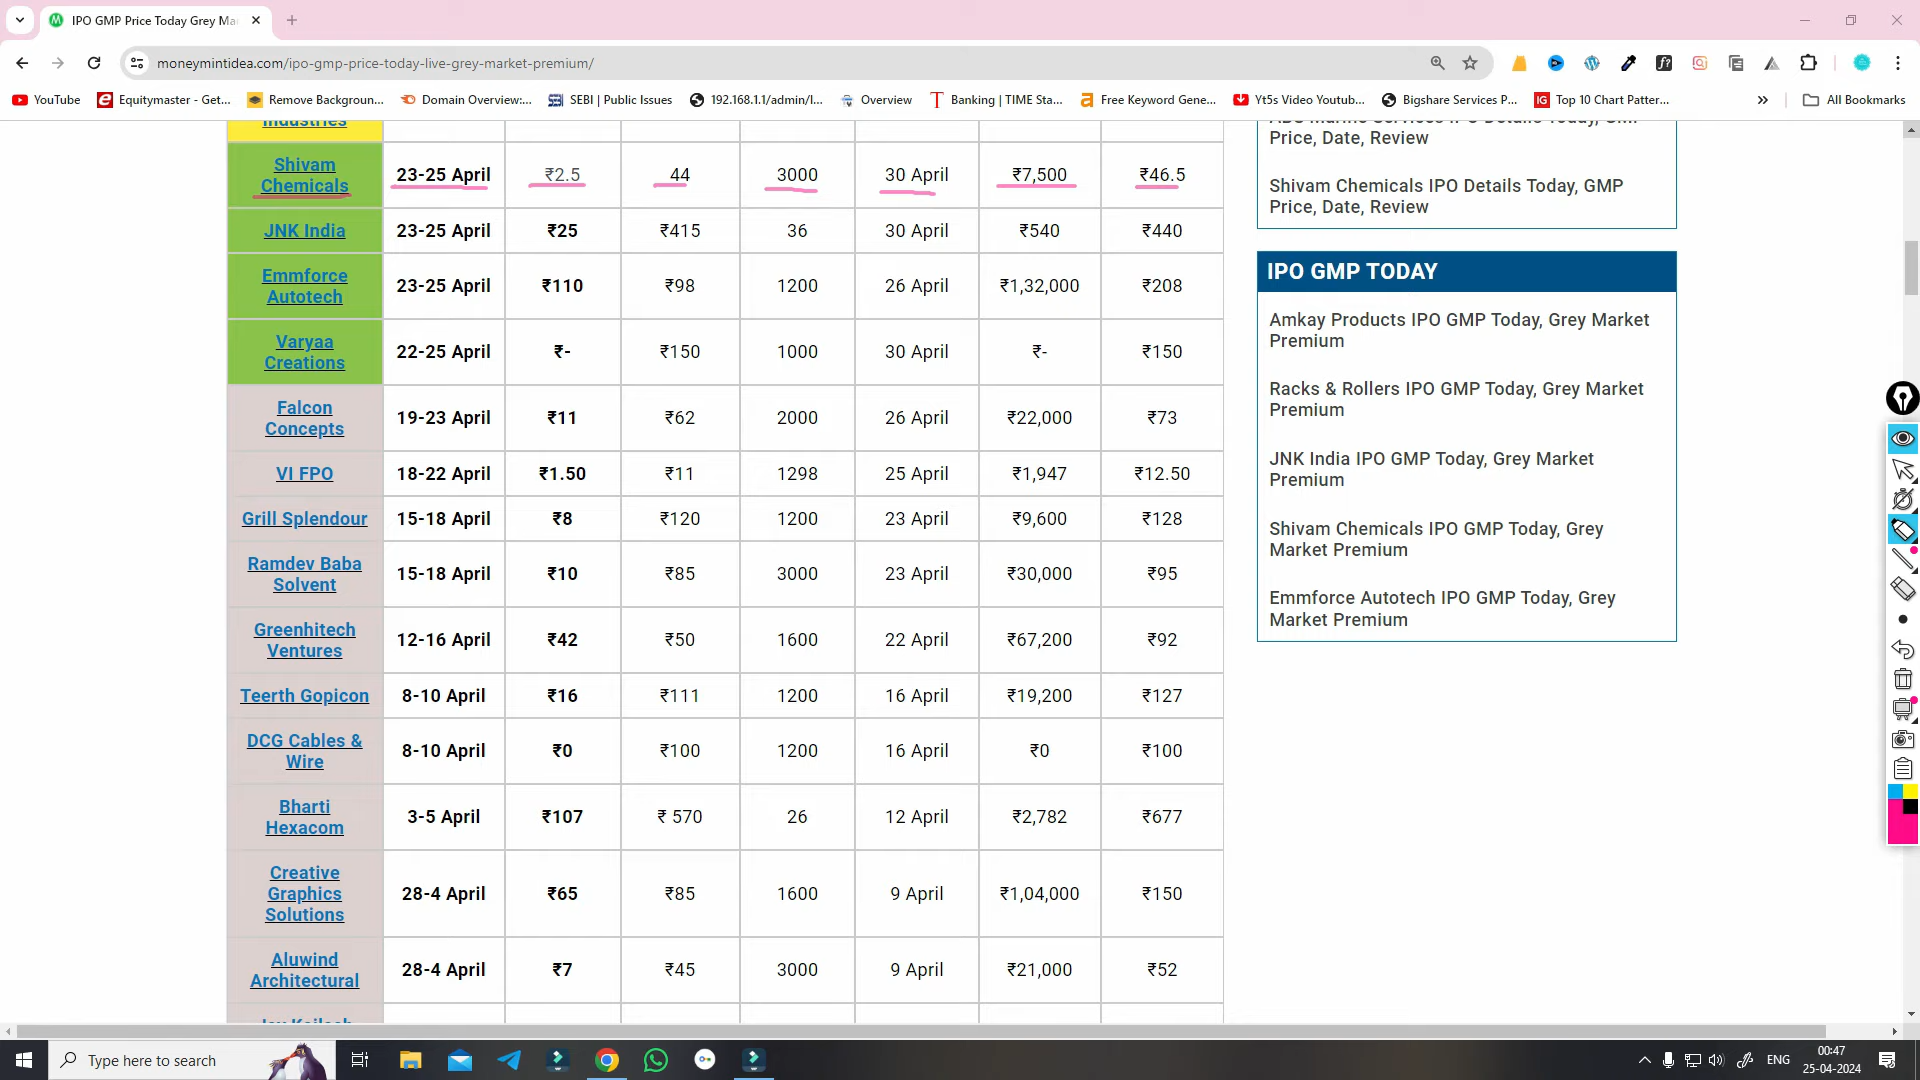 IPO GMP Price Today Grey Ma
moneymintidea.com/ipo-gmp-price-today-live-grey-market-premium/
YouTube
Equitymaster - Get...
Remove Backgroun...
Domain Overview:...
SEBI | Public Issues
192.168.1.1/admin/l...
Overview
Banking | TIME Sta...
Free Keyword Gene...
Yt5s Video Youtub...
Bigshare Services P...
Top 10 Chart Patter...
All Bookmarks
Industries
Shivam
Chemicals
23-25 April
₹2.5
44
3000
30 April
₹7,500
₹46.5
JNK India
23-25 April
₹25
₹415
36
30 April
₹540
₹440
Emmforce
Autotech
23-25 April
₹110
₹98
1200
26 April
₹1,32,000
₹208
Varyaa
Creations
22-25 April
₹-
₹150
1000
30 April
₹-
₹150
Falcon
Concepts
19-23 April
₹11
₹62
2000
26 April
₹22,000
₹73
VI FPO
18-22 April
₹1.50
₹11
1298
25 April
₹1,947
₹12.50
Grill Splendour
15-18 April
₹8
₹120
1200
23 April
₹9,600
₹128
Ramdev Baba
Solvent
15-18 April
₹10
₹85
3000
23 April
₹30,000
₹95
Greenhitech
Ventures
12-16 April
₹42
₹50
1600
22 April
₹67,200
₹92
Teerth Gopicon
8-10 April
₹16
₹111
1200
16 April
₹19,200
₹127
DCG Cables &
Wire
8-10 April
₹0
₹100
1200
16 April
₹0
₹100
Bharti
Hexacom
3-5 April
₹107
₹ 570
26
12 April
₹2,782
₹677
Creative
Graphics
Solutions
28-4 April
₹65
₹85
1600
9 April
₹1,04,000
₹150
Aluwind
Architectural
28-4 April
₹7
₹45
3000
9 April
₹21,000
₹52
Price, Date, Review
Shivam Chemicals IPO Details Today, GMP
Price, Date, Review
IPO GMP TODAY
Amkay Products IPO GMP Today, Grey Market
Premium
Racks & Rollers IPO GMP Today, Grey Market
Premium
JNK India IPO GMP Today, Grey Market
Premium
Shivam Chemicals IPO GMP Today, Grey
Market Premium
Emmforce Autotech IPO GMP Today, Grey
Market Premium
Type here to search
ENG
00:47
25-04-2024